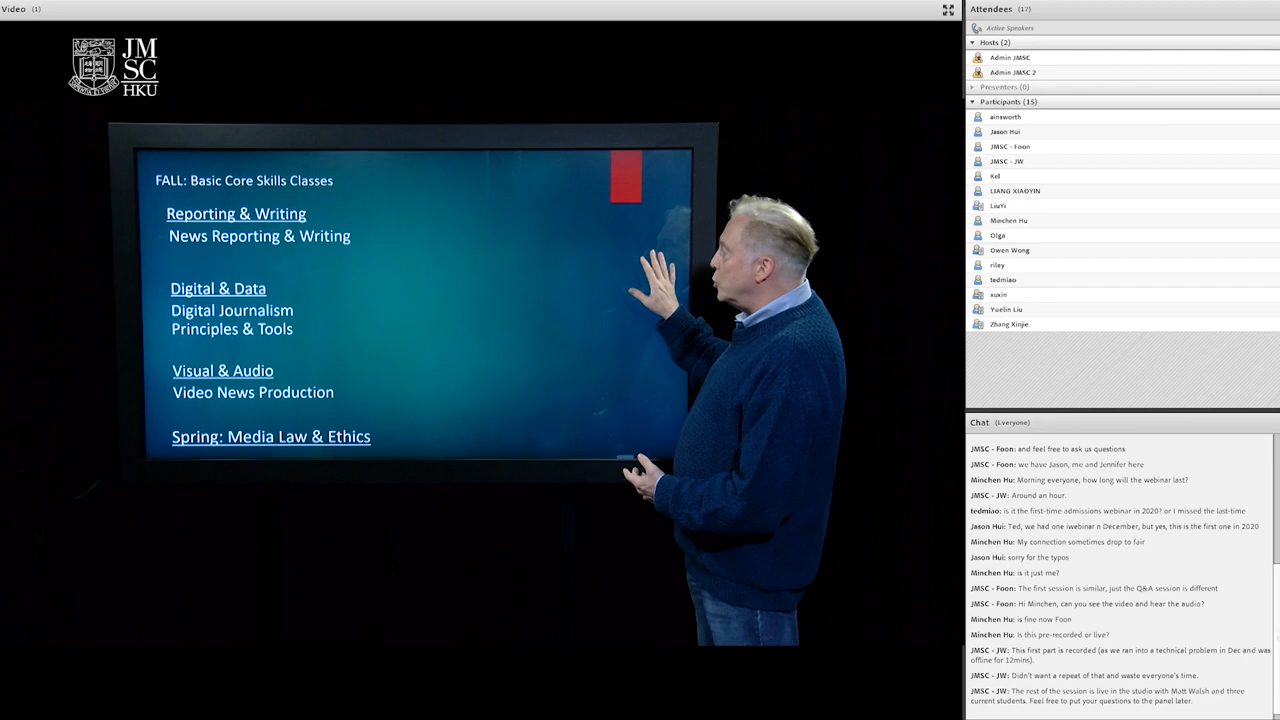 Video (1)
JM
SC
HKU
FALL: Basic Core Skills Classes
Reporting & Writing
News Reporting & Writing
Digital & Data
Digital Journalism
Principles & Tools
Visual & Audio
Video News Production
Spring: Media Law & Ethics
Attendees (17)
Active Speakers
Hosts (2)
Admin JMSC
Admin JMSC 2
Presenters (0)
Participants (15)
ainsworth
Jason Hui
JMSC - Foon
JMSC - JW
Kel
LIANG XIAOYIN
LiuYi
Minchen Hu
Olga
Owen Wong
riley
tedmiao
xuxin
Yuelin Liu
Zhang Xinjie
Chat (Everyone)
JMSC - Foon: and feel free to ask us questions
JMSC - Foon: we have Jason, me and Jennifer here
Minchen Hu: Morning everyone, how long will the webinar last?
JMSC - JW: Around an hour.
tedmiao: is it the first-time admissions webinar in 2020? or I missed the last-time
Jason Hui: Ted, we had one iwebinar n December, but yes, this is the first one in 2020
Minchen Hu: My connection sometimes drop to fair
Jason Hui: sorry for the typos
Minchen Hu: is it just me?
JMSC - Foon: The first session is similar, just the Q&A session is different
JMSC - Foon: Hi Minchen, can you see the video and hear the audio?
Minchen Hu: is fine now Foon
Minchen Hu: Is this pre-recorded or live?
JMSC - JW: This first part is recorded (as we ran into a technical problem in Dec and was
offline for 12mins).
JMSC - JW: Didn't want a repeat of that and waste everyone's time.
JMSC - JW: The rest of the session is live in the studio with Matt Walsh and three
current students. Feel free to put your questions to the panel later.